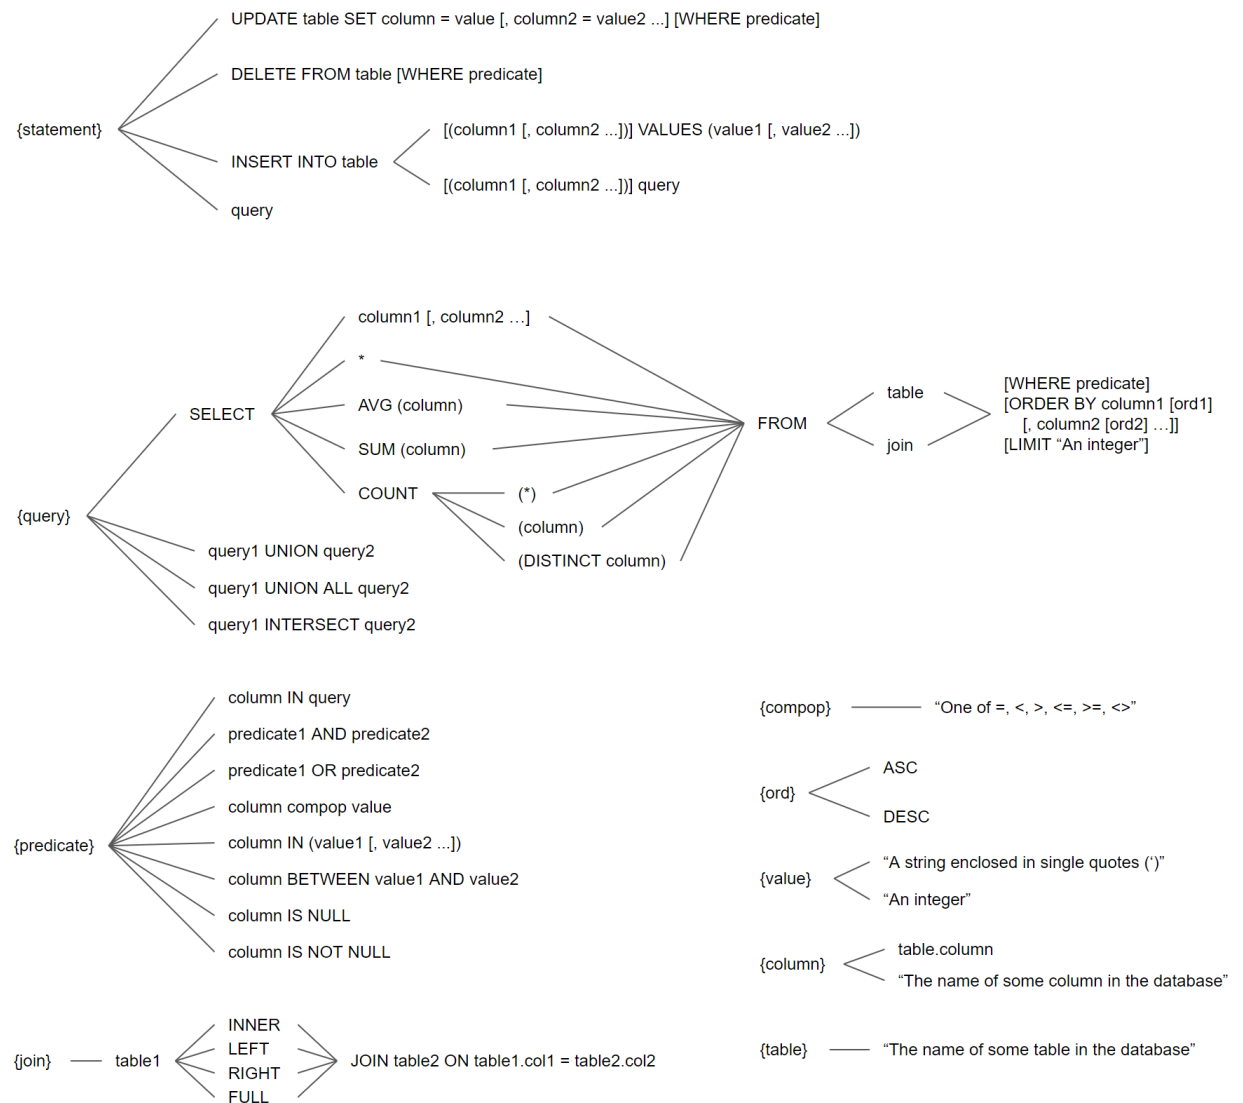 UPDATE table SET column = value [, column2 = value2 ...] [WHERE predicate]
DELETE FROM table [WHERE predicate]
{statement}
[(column1 [, column2 ...])] VALUES (value1 [, value2 ...])
INSERT INTO table
[(column1 [, column2 ...])] query
query
column1 [, column2 …]
*
AVG (column)
SELECT
SUM (column)
COUNT
(*)
(column)
(DISTINCT column)
FROM
table
join
[WHERE predicate]
[ORDER BY column1 [ord1]
[, column2 [ord2] …]]
[LIMIT “An integer”]
{query}
query1 UNION query2
query1 UNION ALL query2
query1 INTERSECT query2
column IN query
predicate1 AND predicate2
predicate1 OR predicate2
column compop value
{predicate}
column IN (value1 [, value2 ...])
column BETWEEN value1 AND value2
column IS NULL
column IS NOT NULL
{compop}
“One of =, <, >, <=, >=, <>”
{ord}
ASC
DESC
{value}
“A string enclosed in single quotes (‘)”
“An integer”
{column}
table.column
“The name of some column in the database”
{join}
table1
INNER
LEFT
RIGHT
FULL
JOIN table2 ON table1.col1 = table2.col2
{table}
“The name of some table in the database”